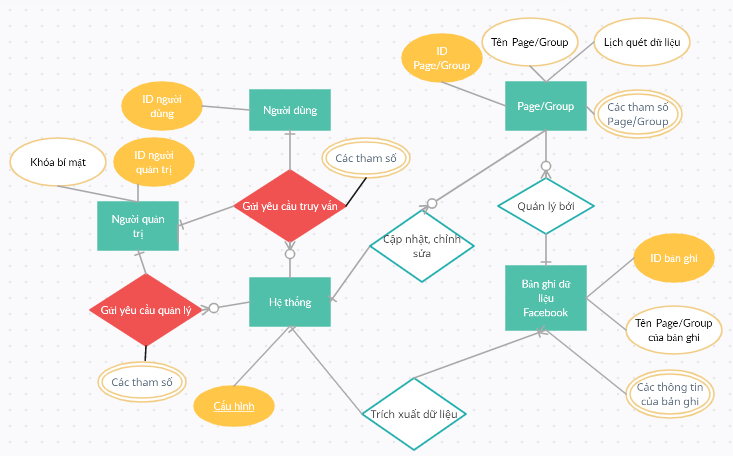 ID
Page/Group
Tên Page/Group
Lịch quét dữ liệu
ID người
dùng
Người dùng
Page/Group
Các tham số
Page/Group
Khóa bí mật
ID người
quản trị
Các tham số
Người quản
trị
Gửi yêu cầu truy vấn
Cập nhật, chỉnh
sửa
Quản lý bởi
Gửi yêu cầu quản lý
Hệ thống
Bản ghi dữ
liệu
Facebook
ID bản ghi
Tên Page/Group
của bản ghi
Các tham số
Cấu hình
Trích xuất dữ liệu
Các thông tin
của bản ghi